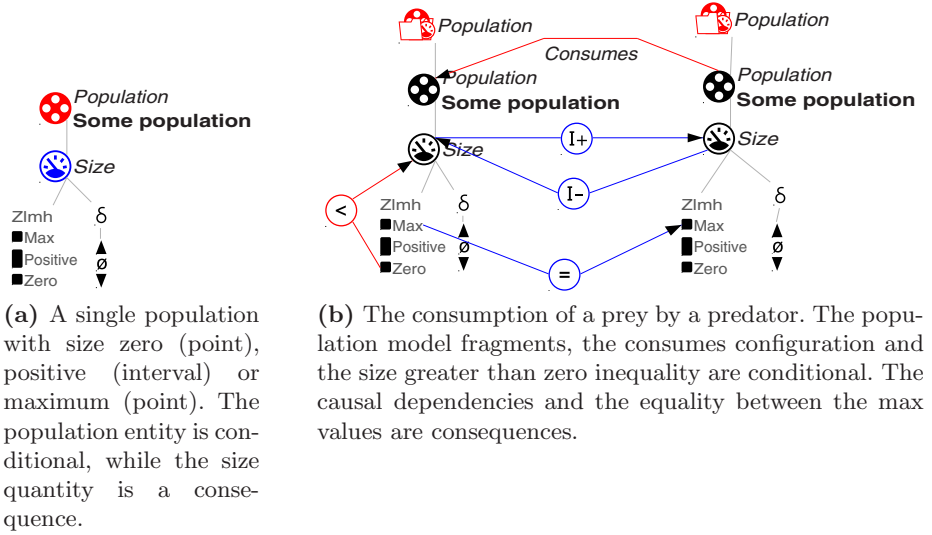 Population
Some population
Size
Zlmh
Max
Positive
Zero
δ
ø
(a) A single population
with size zero (point),
positive (interval) or
maximum (point). The
population entity is con-
ditional, while the size
quantity is a conse-
quence.
Population
Population
Consumes
Population
Some population
Population
Some population
Size
I+
Size
I-
<
Zlmh
Max
Positive
Zero
δ
ø
=
Zlmh
Max
Positive
Zero
δ
ø
(b) The consumption of a prey by a predator. The popu-
lation model fragments, the consumes configuration and
the size greater than zero inequality are conditional. The
causal dependencies and the equality between the max
values are consequences.